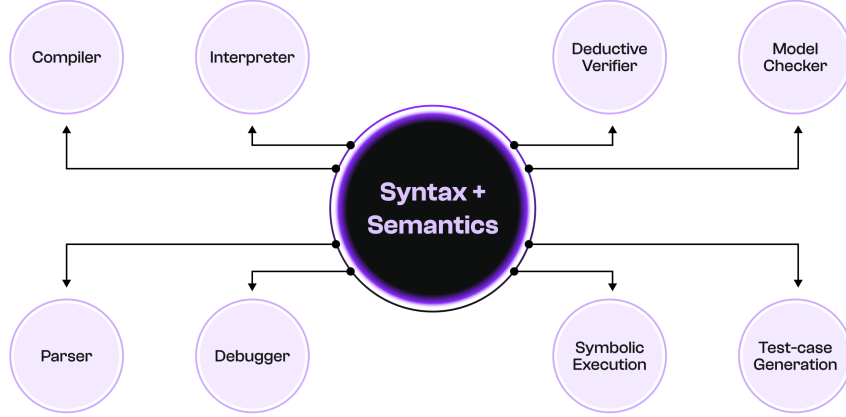 Compiler
Interpreter
Deductive
Verifier
Model
Checker
Syntax +
Semantics
Parser
Debugger
Symbolic
Execution
Test-case
Generation